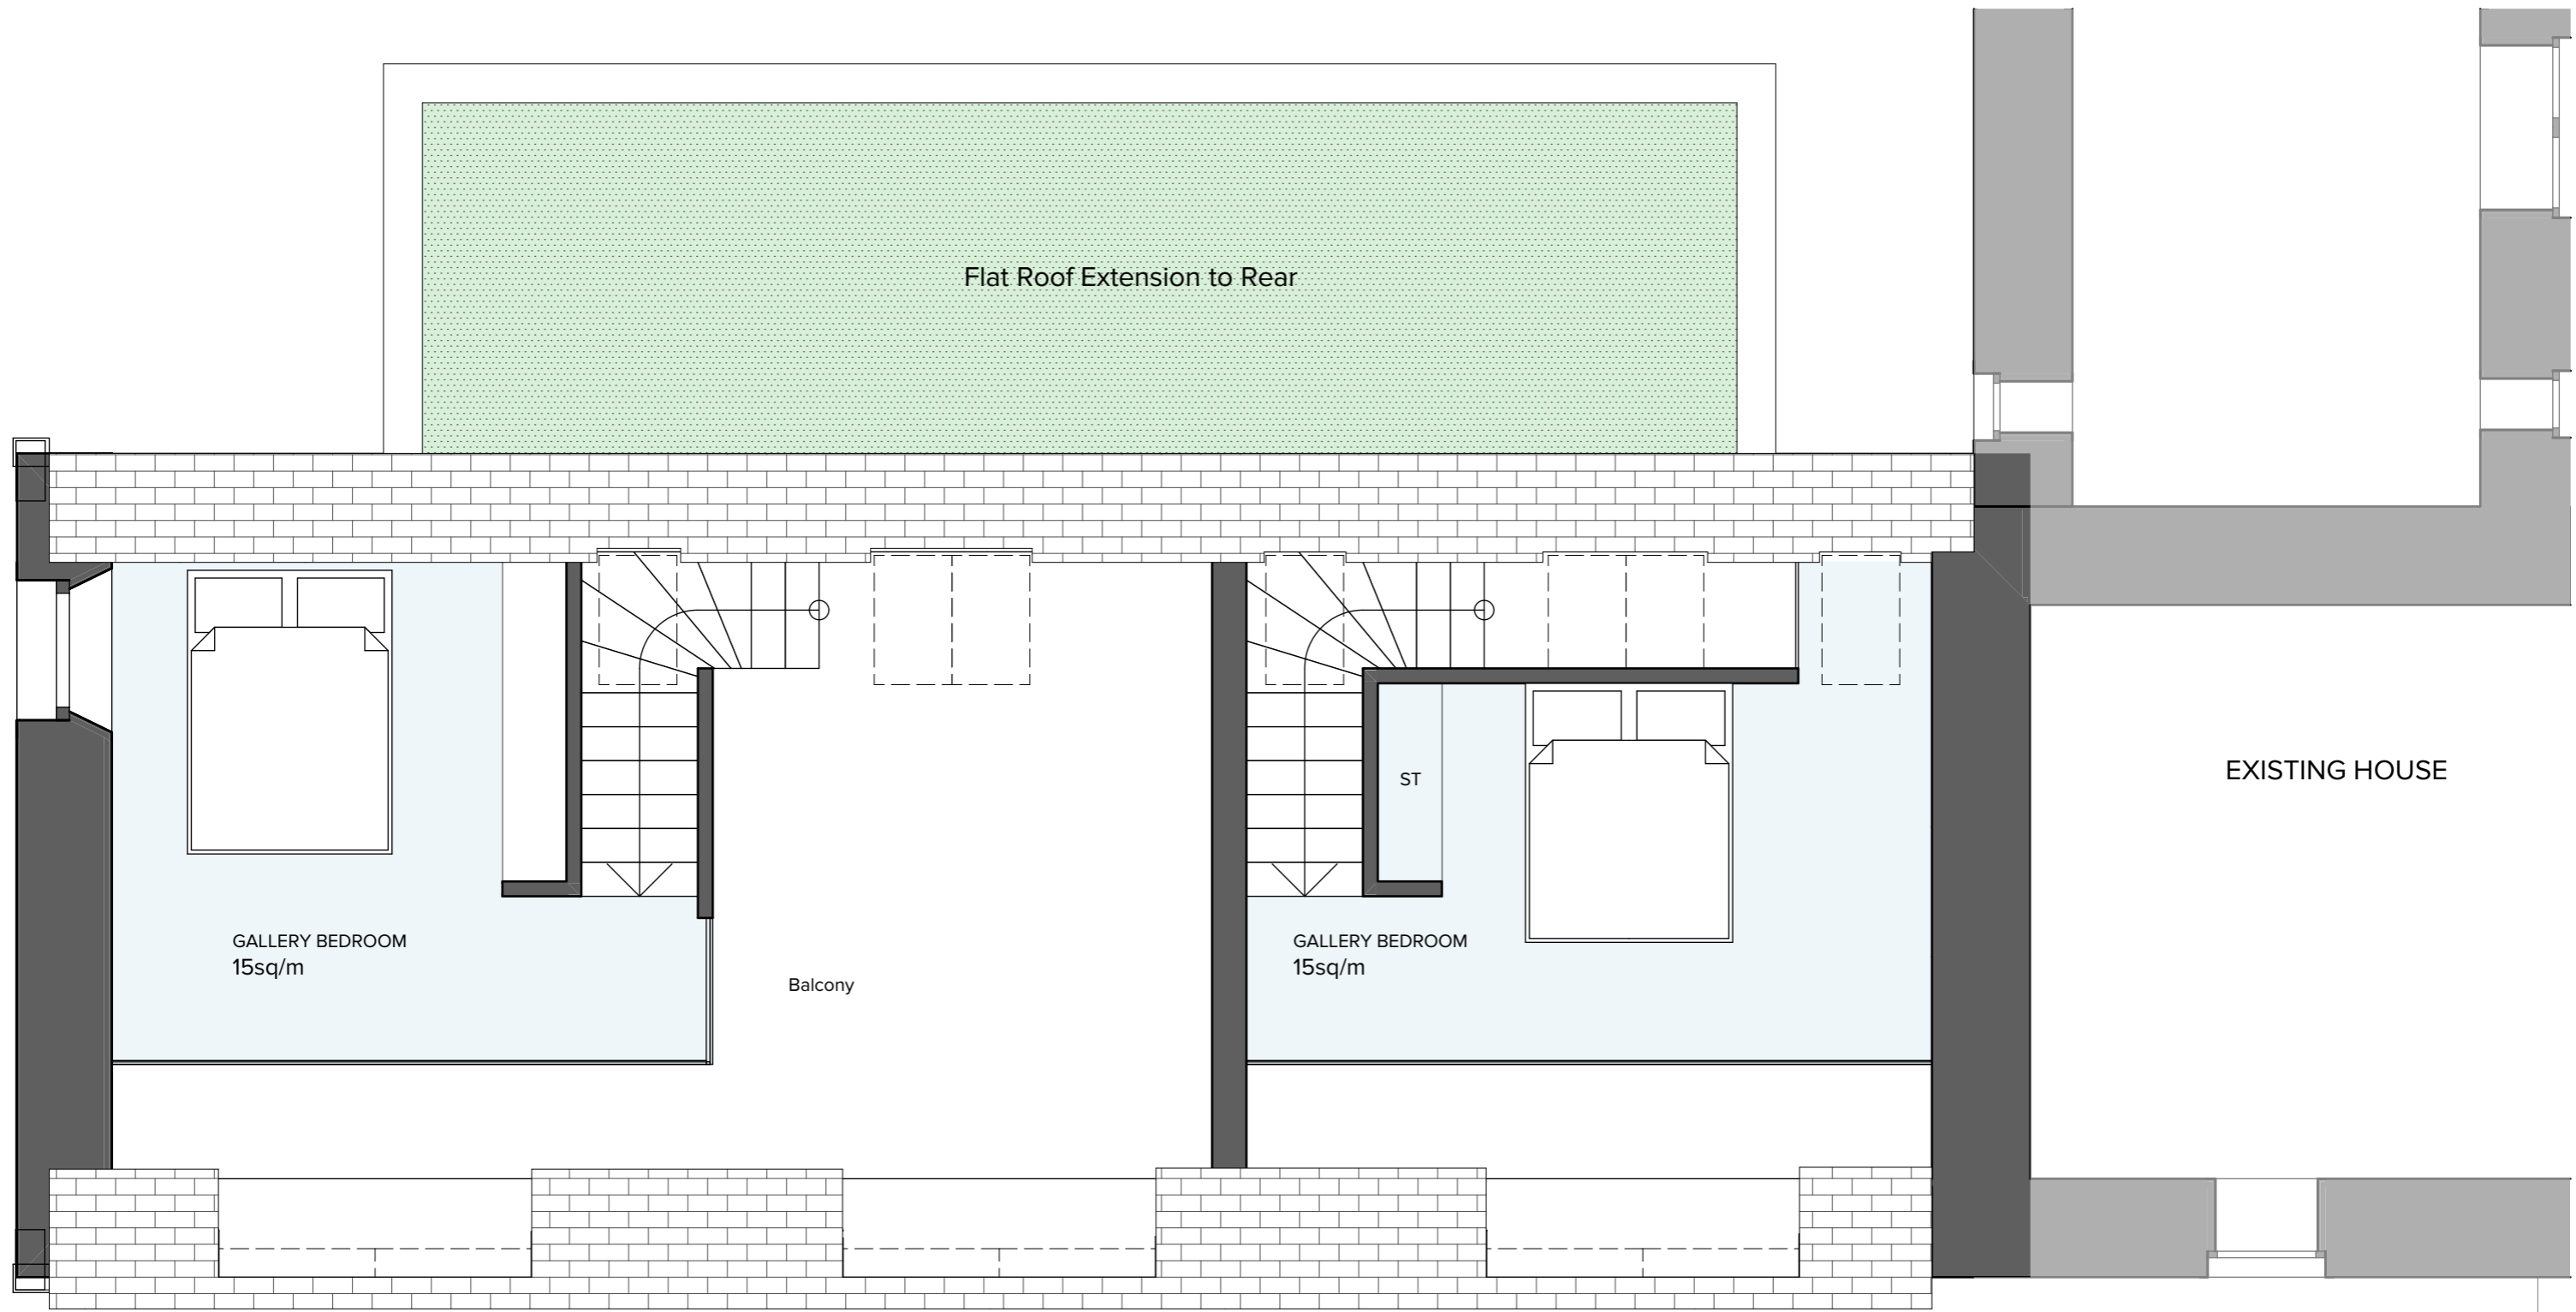 Flat Roof Extension to Rear
EXISTING HOUSE
ST
GALLERY BEDROOM
15sq/m
Balcony
GALLERY BEDROOM
15sq/m